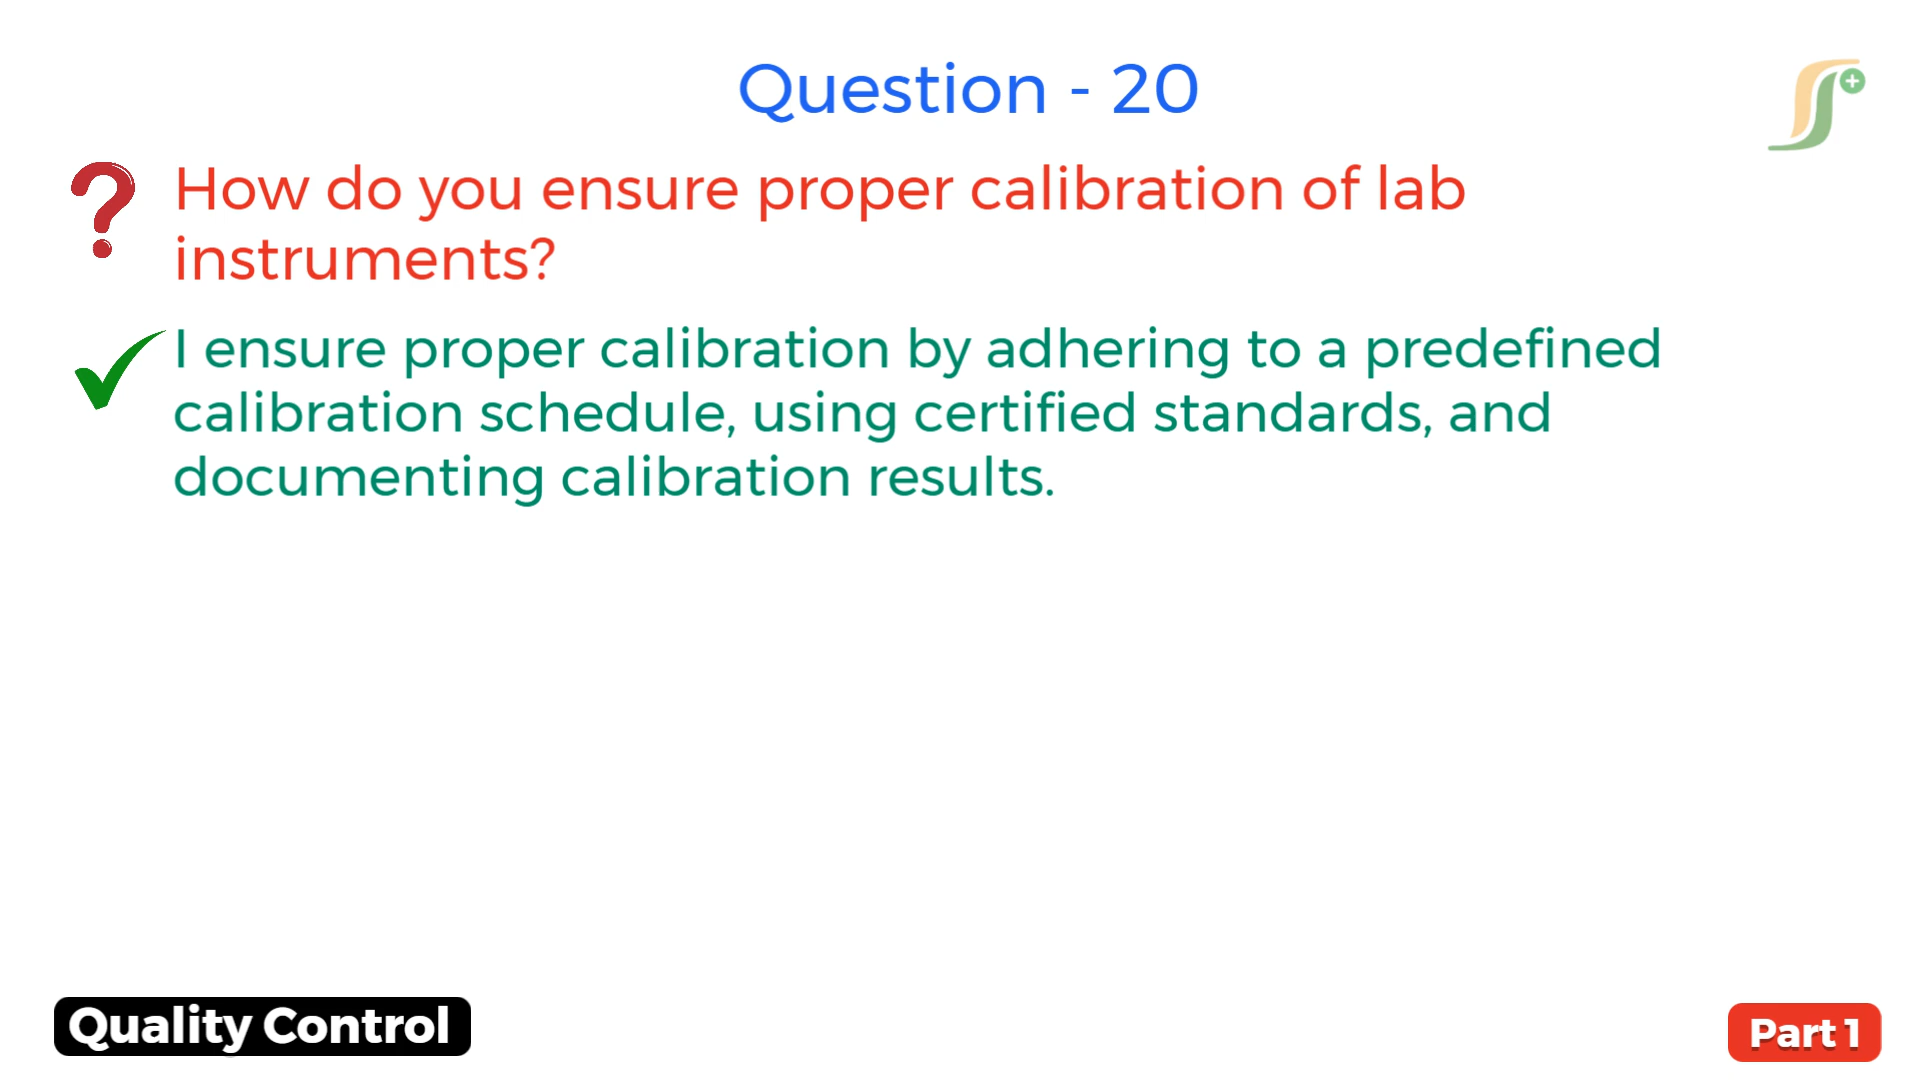 Question - 20
How do you ensure proper calibration of lab
instruments?
I ensure proper calibration by adhering to a predefined
calibration schedule, using certified standards, and
documenting calibration results.
Quality Control
Part 1